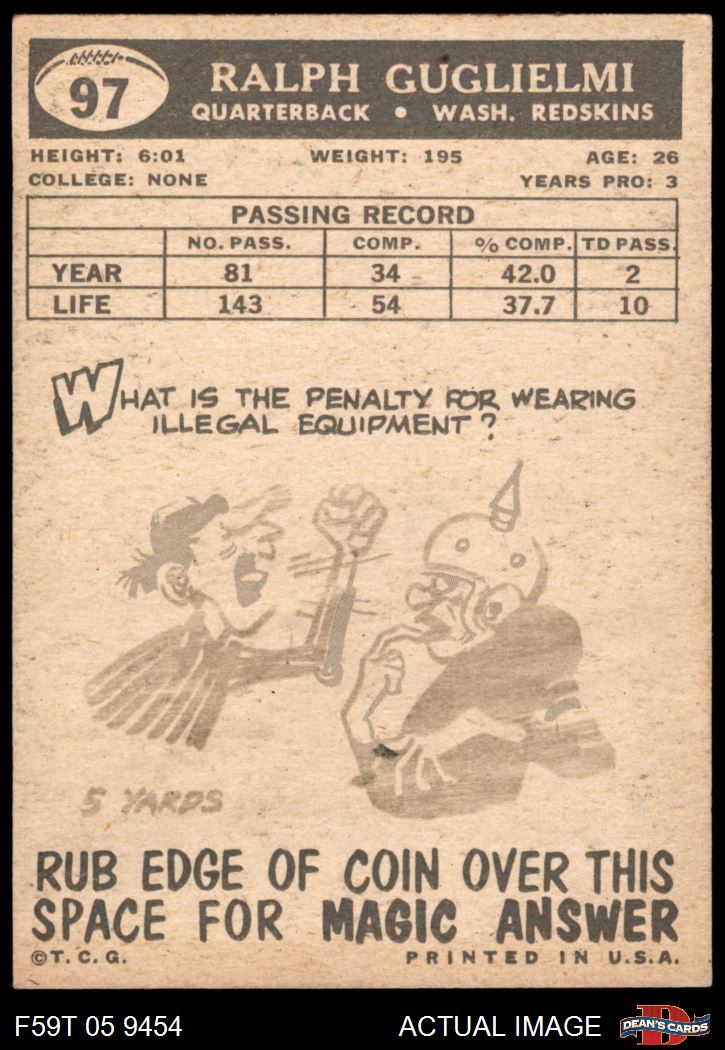 97
RALPH GUGLIELMI
QUARTERBACK • WASH. REDSKINS
HEIGHT: 6:01 WEIGHT: 195 AGE: 26
COLLEGE: NONE YEARS PRO: 3
PASSING RECORD
NO. PASS. COMP. % COMP. TD PASS.
YEAR 81 34 42.0 2
LIFE 143 54 37.7 10
WHAT IS THE PENALTY FOR WEARING
ILLEGAL EQUIPMENT?
5 YARDS
RUB EDGE OF COIN OVER THIS
SPACE FOR MAGIC ANSWER
©T.C.G. PRINTED IN U.S.A.
F59T 05 9454 ACTUAL IMAGE D DEAN'S CARDS